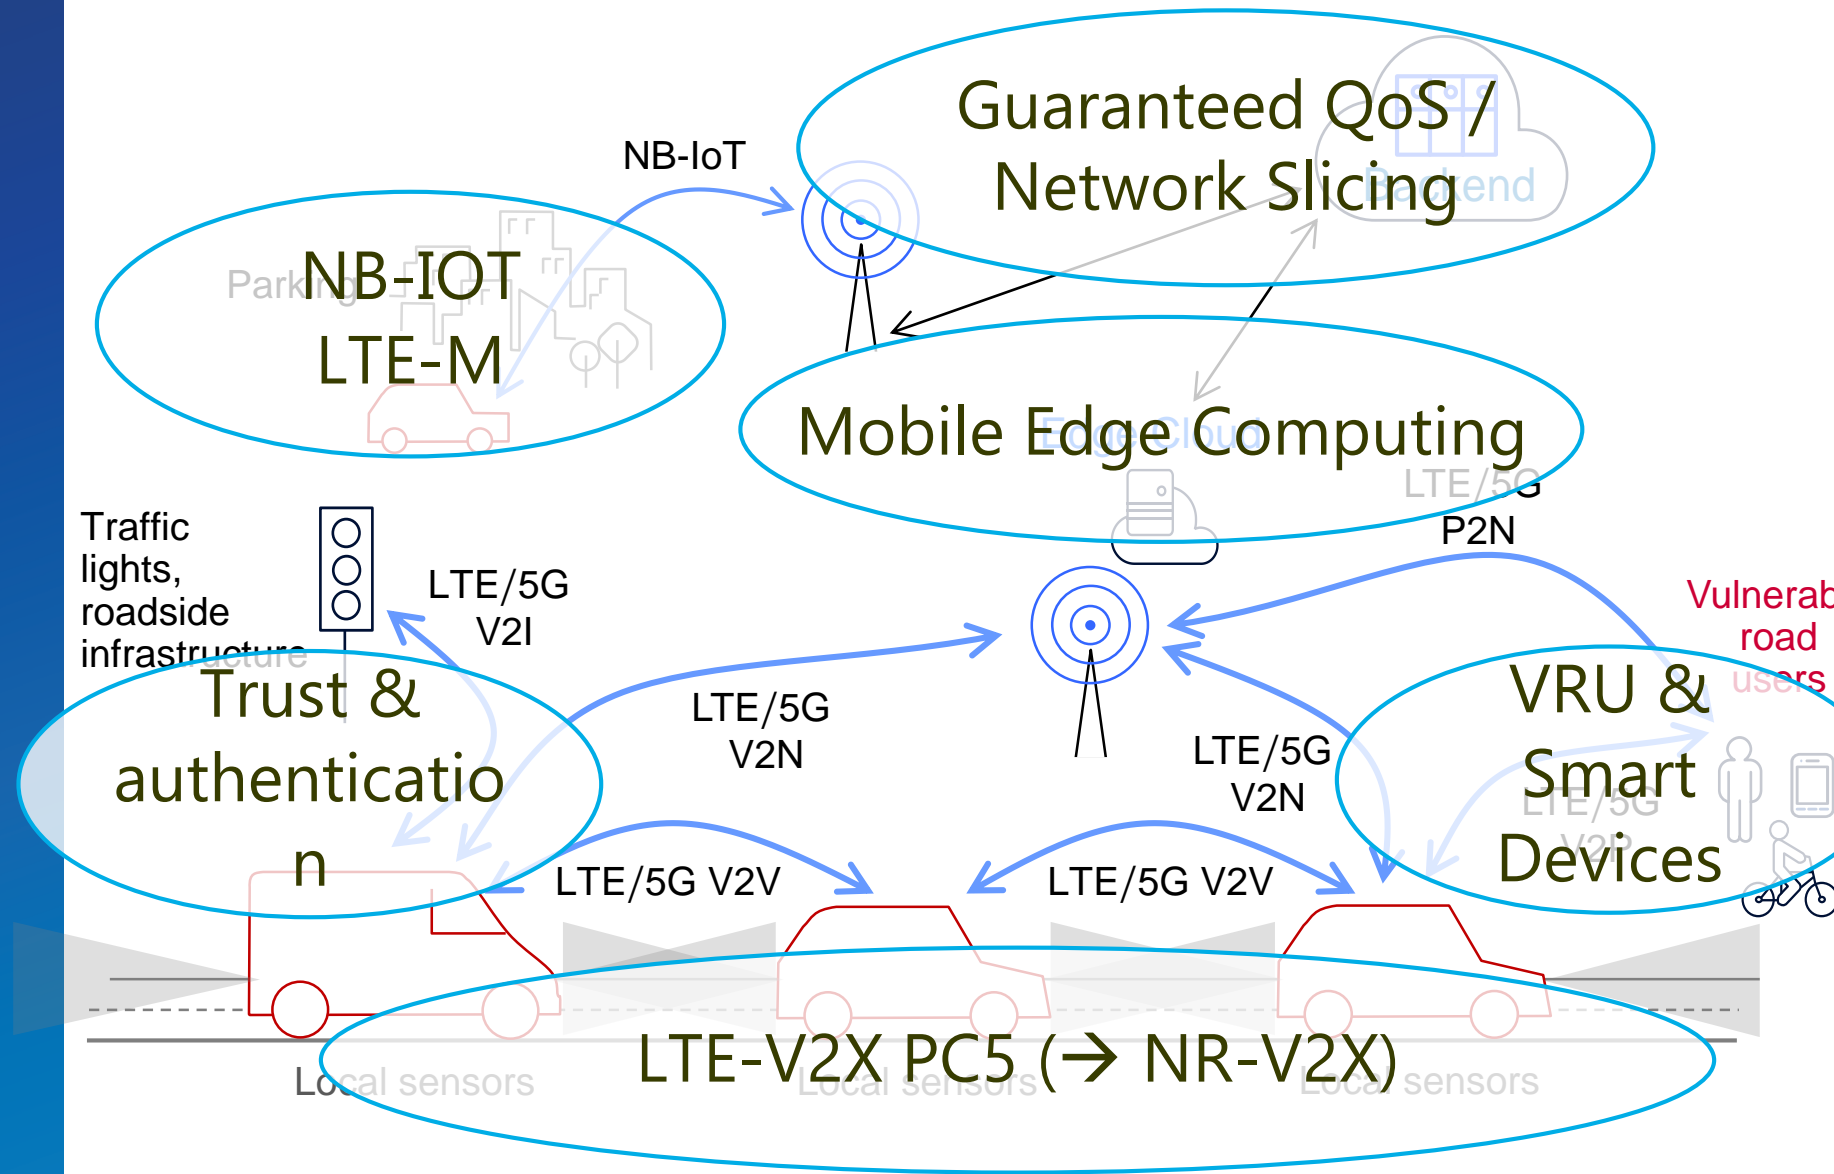 Guaranteed QoS /
Network Slicing
Backend
NB-IoT
Parking
NB-IOT
LTE-M
Mobile Edge Computing
Edge Cloud
LTE/5G
P2N
Traffic
lights,
roadside
infrastructure
LTE/5G
V2I
Vulnerab
road
users
Trust &
authenticatio
n
LTE/5G
V2N
LTE/5G
V2N
VRU &
Smart
Devices
LTE/5G
V2P
LTE/5G V2V
LTE/5G V2V
LTE-V2X PC5 (→ NR-V2X)
Local sensors
Local sensors
Local sensors